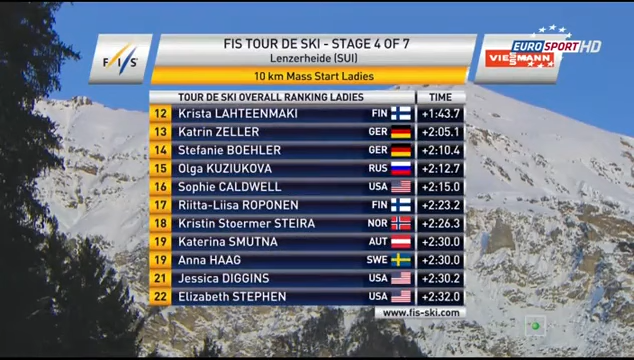 FIS
FIS TOUR DE SKI - STAGE 4 OF 7
Lenzerheide (SUI)
10 km Mass Start Ladies
EUROSPORT HD
VIESSMANN
TOUR DE SKI OVERALL RANKING LADIES TIME
12 Krista LAHTEENMAKI FIN +1:43.7
13 Katrin ZELLER GER +2:05.1
14 Stefanie BOEHLER GER +2:10.4
15 Olga KUZIUKOVA RUS +2:12.7
16 Sophie CALDWELL USA +2:15.0
17 Riitta-Liisa ROPONEN FIN +2:23.2
18 Kristin Stoermer STEIRA NOR +2:26.3
19 Katerina SMUTNA AUT +2:30.0
19 Anna HAAG SWE +2:30.0
21 Jessica DIGGINS USA +2:30.2
22 Elizabeth STEPHEN USA +2:32.0
www.fis-ski.com